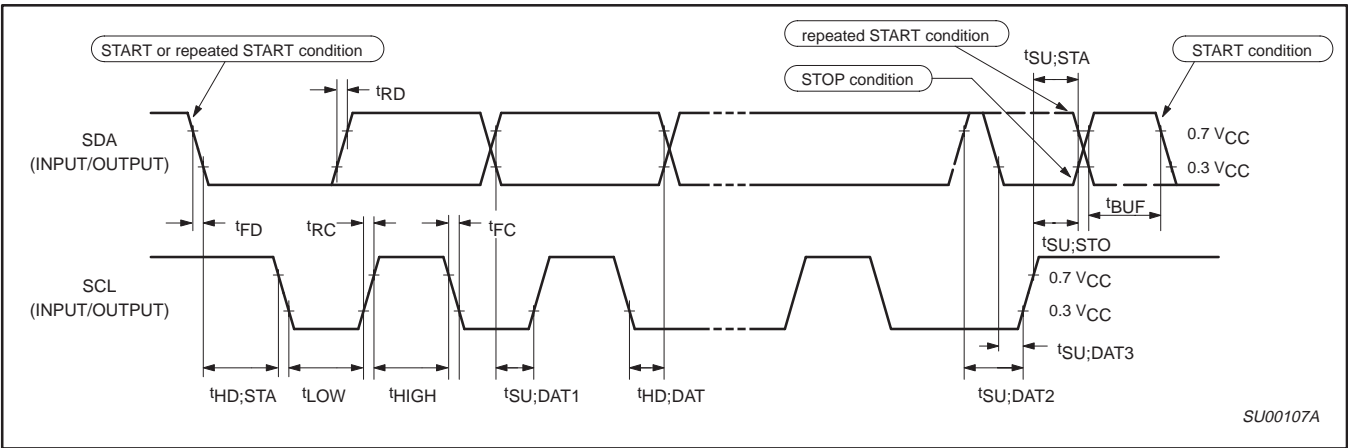 START or repeated START condition
repeated START condition
tSU;STA
START condition
STOP condition
tRD
SDA
(INPUT/OUTPUT)
0.7 VCC
0.3 VCC
tFD
tRC
tFC
tBUF
tSU;STO
SCL
(INPUT/OUTPUT)
0.7 VCC
0.3 VCC
tSU;DAT3
tHD;STA
tLOW
tHIGH
tSU;DAT1
tHD;DAT
tSU;DAT2
SU00107A